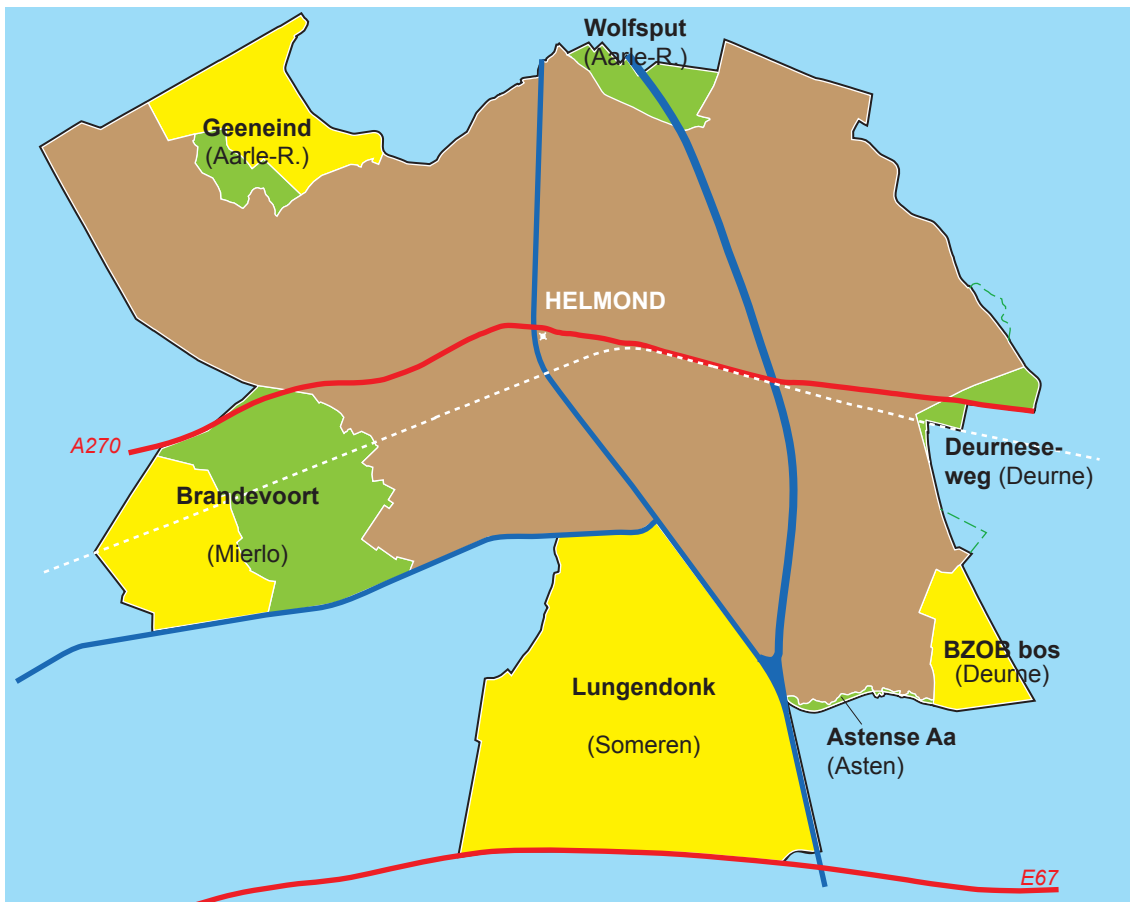 Wolfsput
(Aarle-R.)
Geeneind
(Aarle-R.)
HELMOND
A270
Deurnese-
weg (Deurne)
Brandevoort
(Mierlo)
BZOB bos
(Deurne)
Lungendonk
(Someren)
Astense Aa
(Asten)
E67